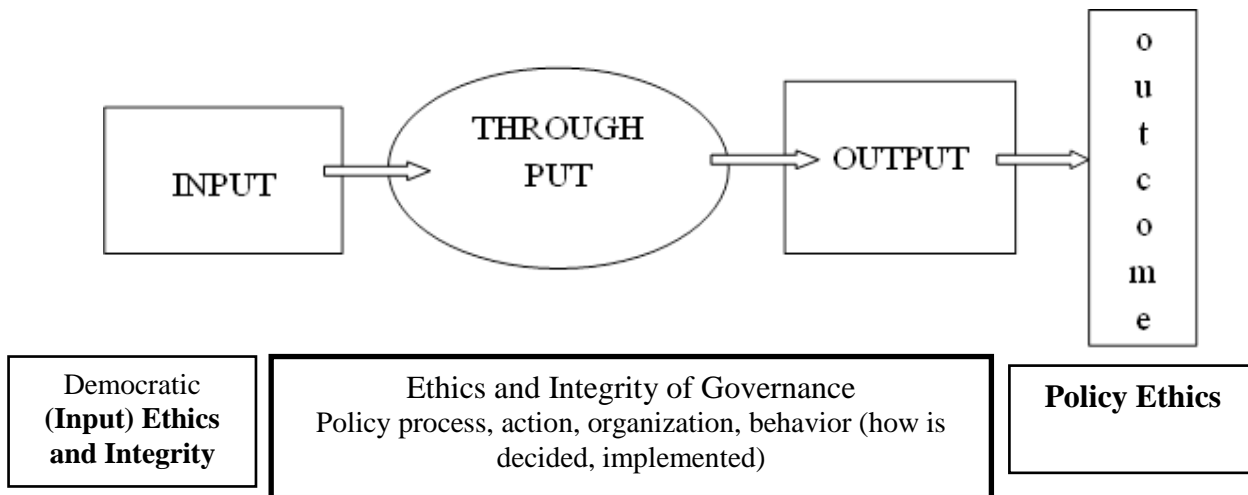 INPUT
THROUGH
PUT
OUTPUT
o
u
t
c
o
m
e
Democratic
(Input) Ethics
and Integrity
Ethics and Integrity of Governance
Policy process, action, organization, behavior (how is
decided, implemented)
Policy Ethics